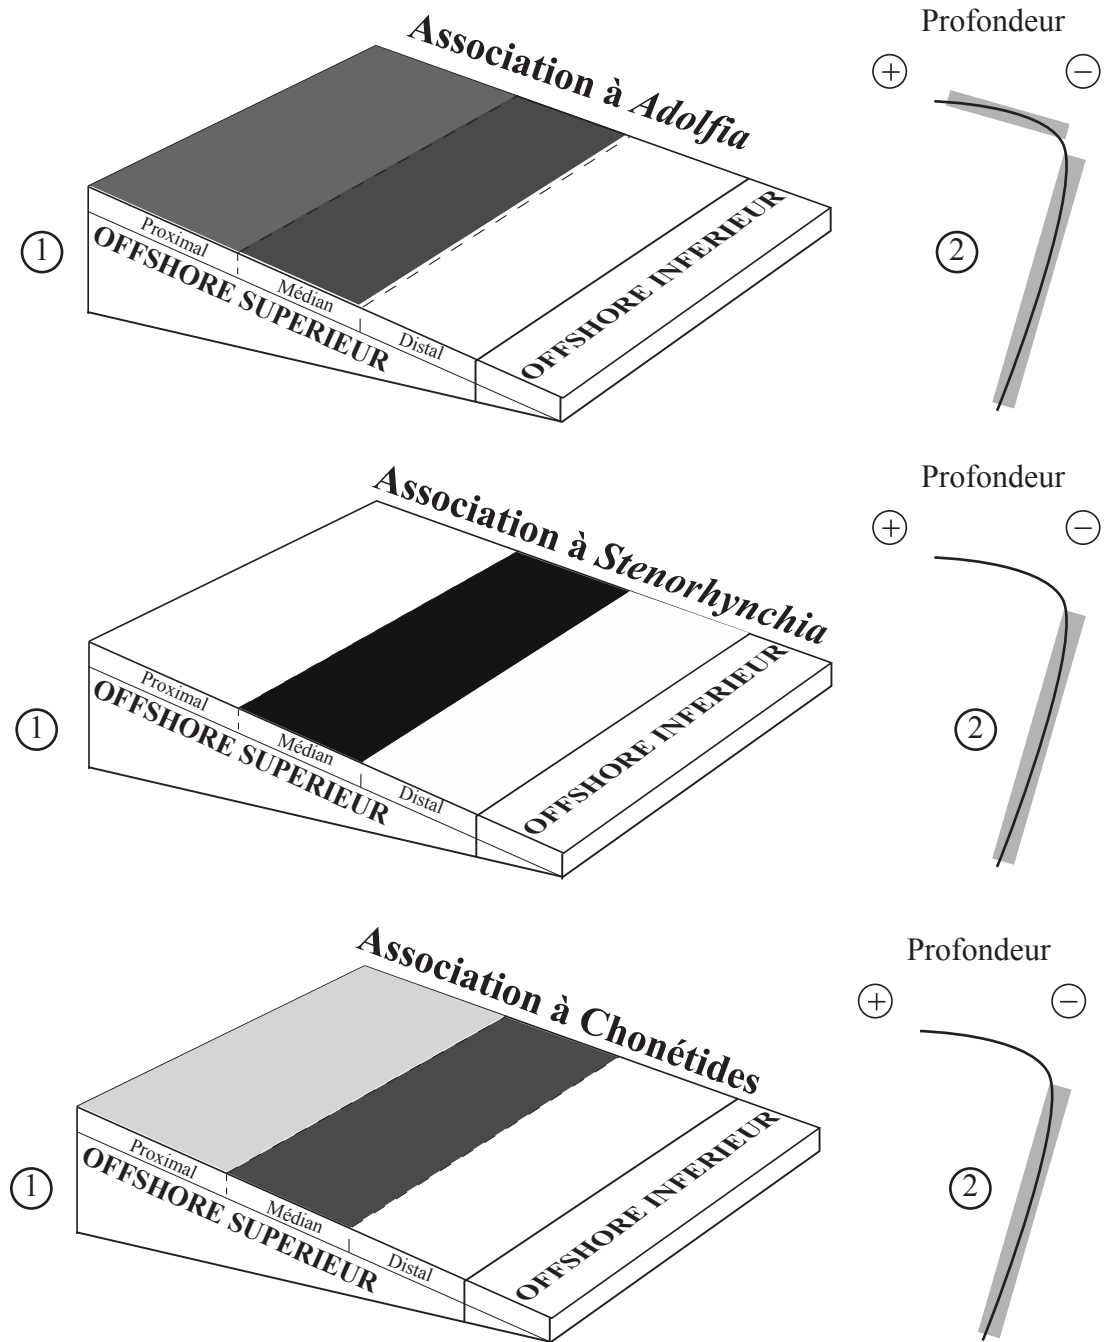 Association à Adolfia
Profondeur
+
−
1
Proximal
Médian
Distal
OFFSHORE SUPERIEUR
OFFSHORE INFERIEUR
2
Association à Stenorhynchia
Profondeur
+
−
1
Proximal
Médian
Distal
OFFSHORE SUPERIEUR
OFFSHORE INFERIEUR
2
Association à Chonétides
Profondeur
+
−
1
Proximal
Médian
Distal
OFFSHORE SUPERIEUR
OFFSHORE INFERIEUR
2